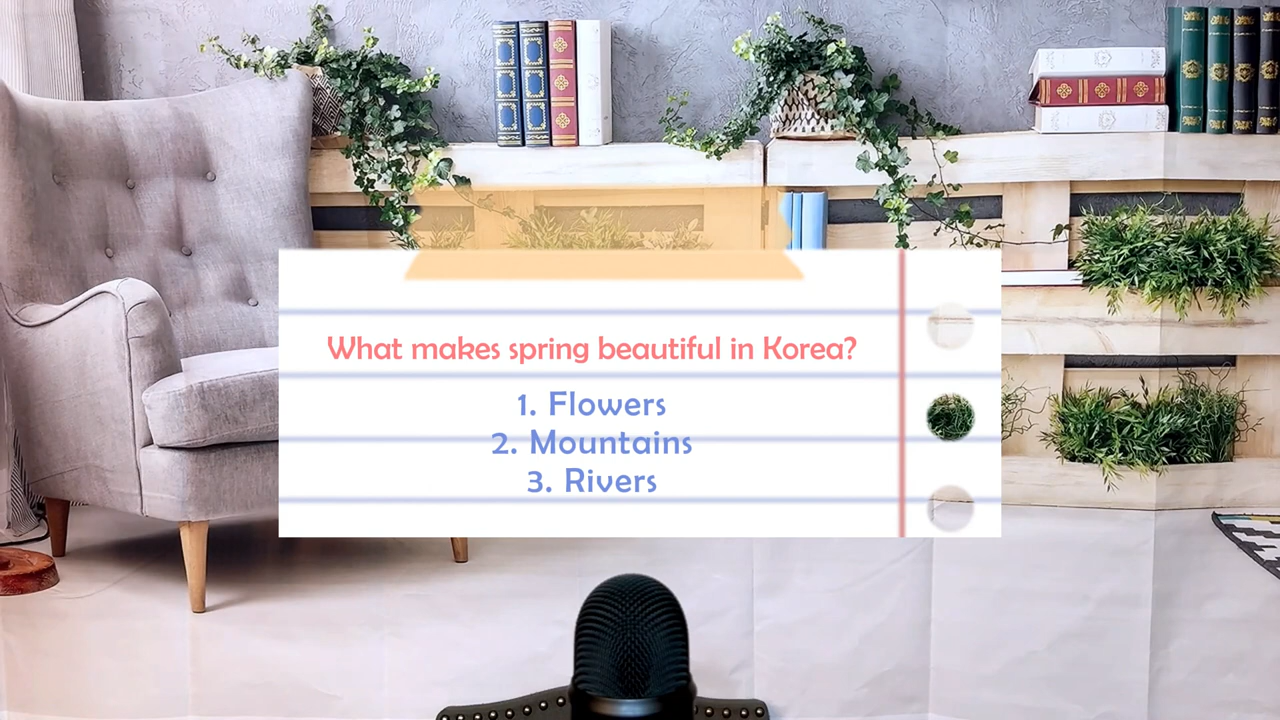 What makes spring beautiful in Korea?
1. Flowers
2. Mountains
3. Rivers